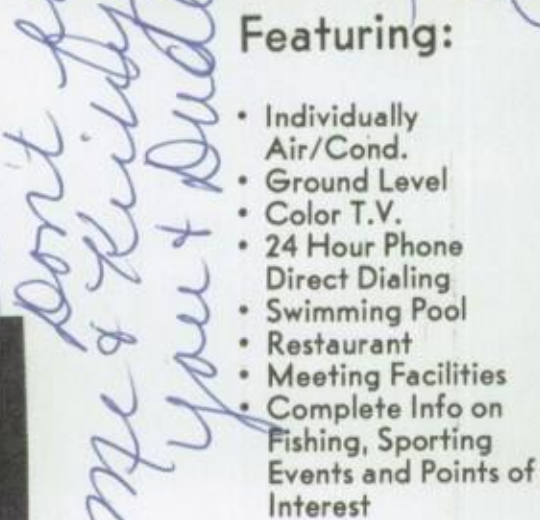 Featuring:
• Individually
Air/Cond.
• Ground Level
• Color T.V.
• 24 Hour Phone
Direct Dialing
• Swimming Pool
• Restaurant
• Meeting Facilities
• Complete Info on
Fishing, Sporting
Events and Points of
Interest
Don't
me &
you +